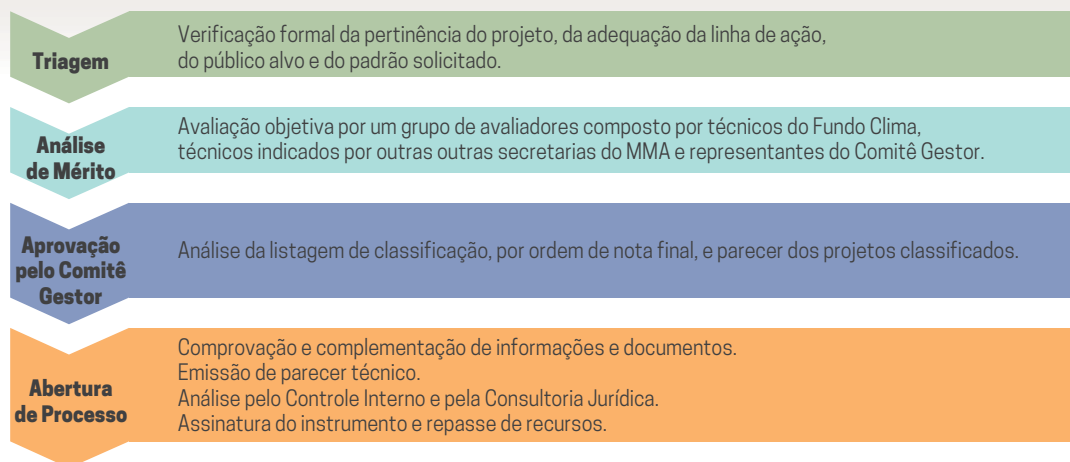 Triagem
Verificação formal da pertinência do projeto, da adequação da linha de ação,
do público alvo e do padrão solicitado.
Análise
de Mérito
Avaliação objetiva por um grupo de avaliadores composto por técnicos do Fundo Clima,
técnicos indicados por outras outras secretarias do MMA e representantes do Comitê Gestor.
Aprovação
pelo Comitê
Gestor
Análise da listagem de classificação, por ordem de nota final, e parecer dos projetos classificados.
Abertura
de Processo
Comprovação e complementação de informações e documentos.
Emissão de parecer técnico.
Análise pelo Controle Interno e pela Consultoria Jurídica.
Assinatura do instrumento e repasse de recursos.